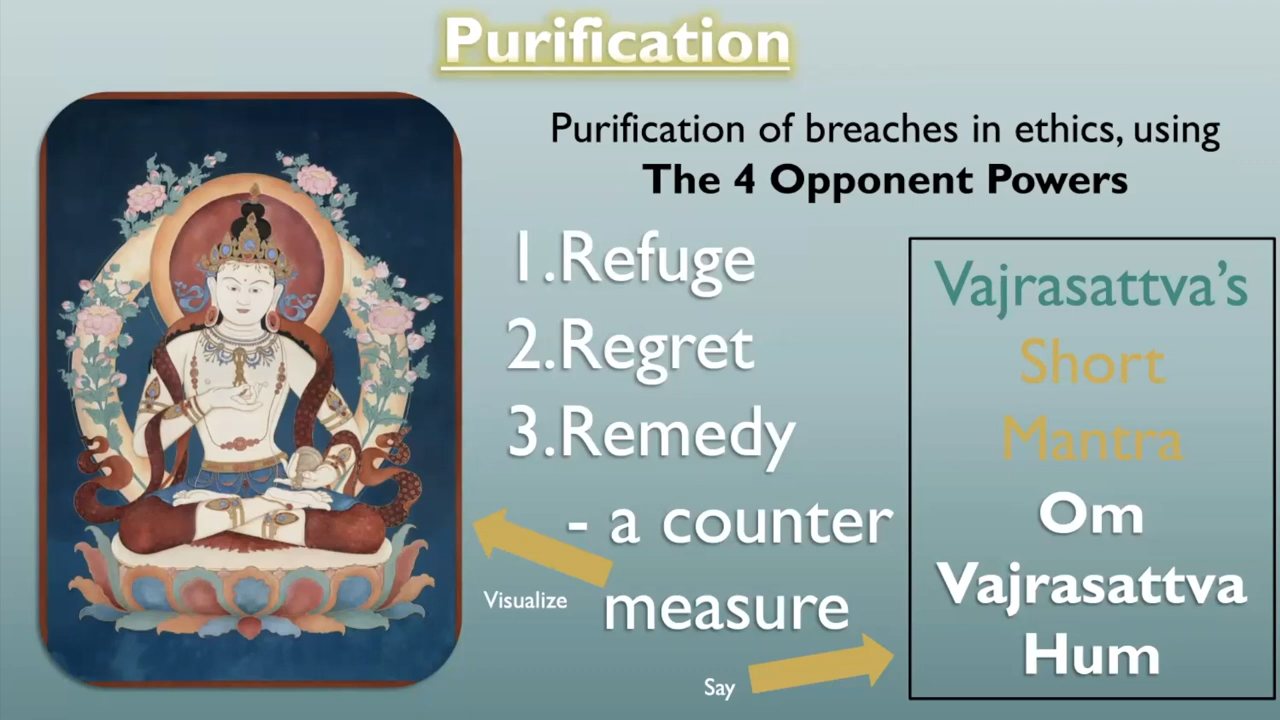 Purification
Purification of breaches in ethics, using
The 4 Opponent Powers
1.Refuge
2.Regret
3.Remedy
- a counter
measure
Visualize
Say
Vajrasattva's
Short
Mantra
Om
Vajrasattva
Hum